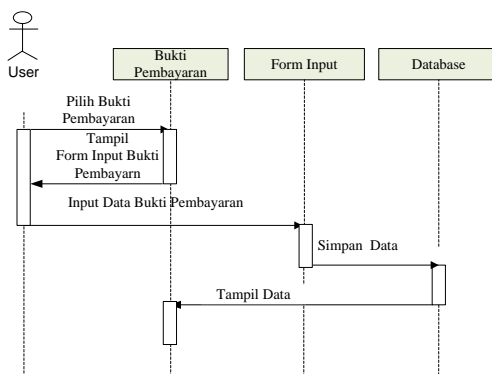 User
Bukti
Pembayaran
Form Input
Database
Pilih Bukti
Pembayaran
Tampil
Form Input Bukti
Pembayarn
Input Data Bukti Pembayaran
Simpan Data
Tampil Data